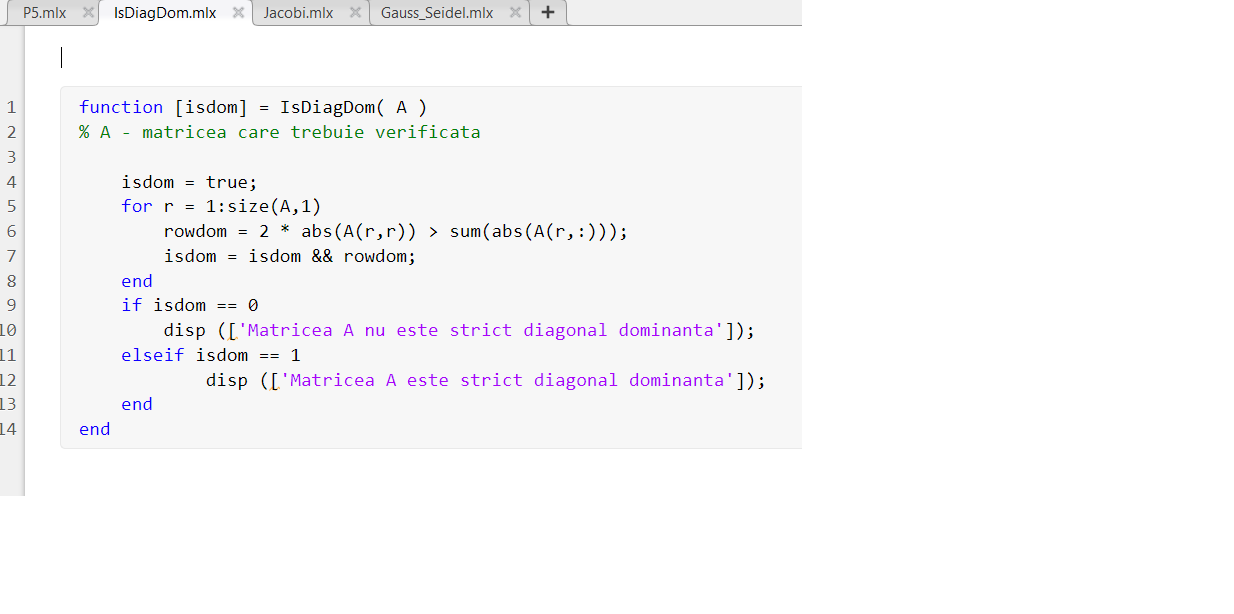 P5.mlx IsDiagDom.mlx Jacobi.mlx Gauss_Seidel.mlx +
1 function [isdom] = IsDiagDom( A )
2 % A - matricea care trebuie verificata
3
4 isdom = true;
5 for r = 1:size(A,1)
6 rowdom = 2 * abs(A(r,r)) > sum(abs(A(r,:)));
7 isdom = isdom && rowdom;
8 end
9 if isdom == 0
10 disp (['Matricea A nu este strict diagonal dominanta']);
11 elseif isdom == 1
12 disp (['Matricea A este strict diagonal dominanta']);
13 end
14 end